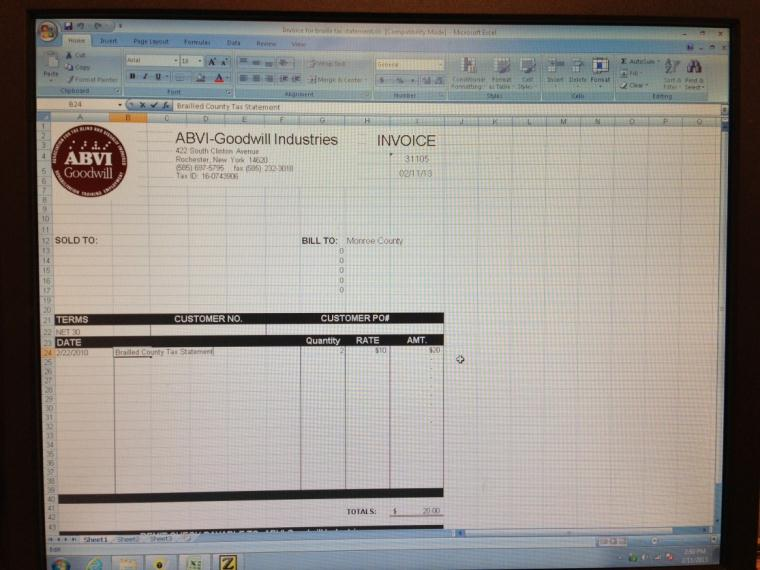 Invoice for braille tax statement.xls [Compatibility Mode] - Microsoft Excel
Home Insert Page Layout Formulas Data Review View
Cut
Copy
Format Painter
Paste
Clipboard
Arial 18
B I U
Font
Wrap Text
Merge & Center
Alignment
General
$ % ,
Number
Conditional Formatting
Format as Table
Cell Styles
Styles
Insert Delete Format
Cells
Σ AutoSum
Fill
Clear
Sort & Filter
Find & Select
Editing
B24 fx Brailled County Tax Statement
A B C D E F G H I J K L M N O P Q
ABVI
Goodwill
ABVI-Goodwill Industries
422 South Clinton Avenue
Rochester, New York 14620
(585) 697-5795 fax (585) 232-3018
Tax ID: 16-0743906
INVOICE
31105
02/11/13
SOLD TO:
BILL TO: Monroe County
0
0
0
0
0
TERMS CUSTOMER NO. CUSTOMER PO#
NET 30
DATE Quantity RATE AMT.
2/22/2010 Brailled County Tax Statement 2 $10 $20
TOTALS: $ 20.00
Sheet1 Sheet2 Sheet3
Edit
2:50 PM